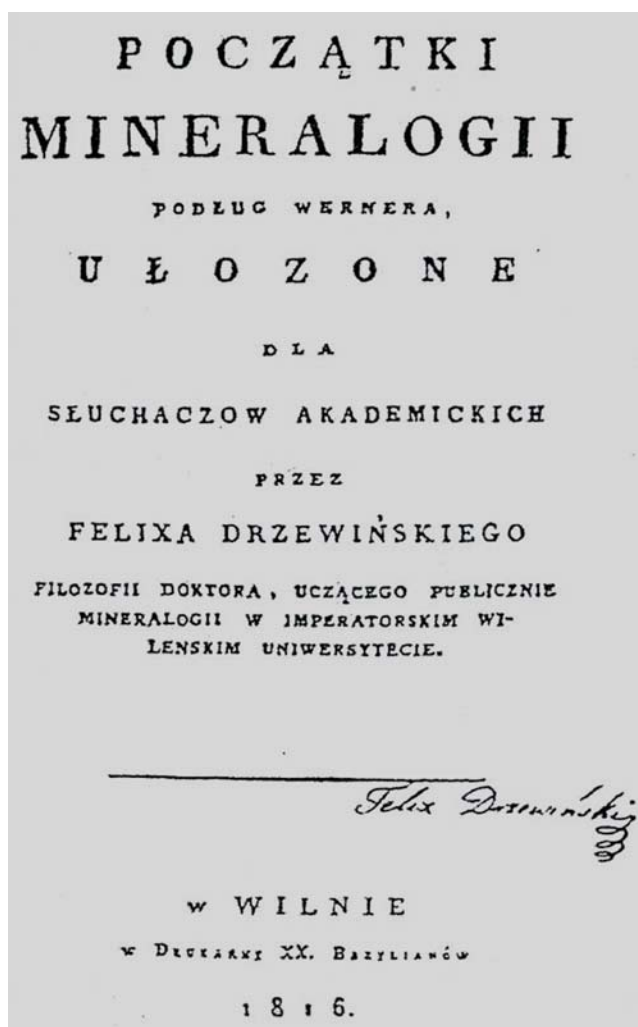 POCZĄTKI
MINERALOGII
PODŁUG WERNERA,
UŁOZONE
DLA
SŁUCHACZOW AKADEMICKICH
PRZEZ
FELIXA DRZEWIŃSKIEGO
FILOZOFII DOKTORA, UCZĄCEGO PUBLICZNIE
MINERALOGII W IMPERATORSKIM WI-
LENSKIM UNIWERSYTECIE.
Felix Drzewiński
w WILNIE
w DRUKARNI XX. BAZYLIANÓW
1816.